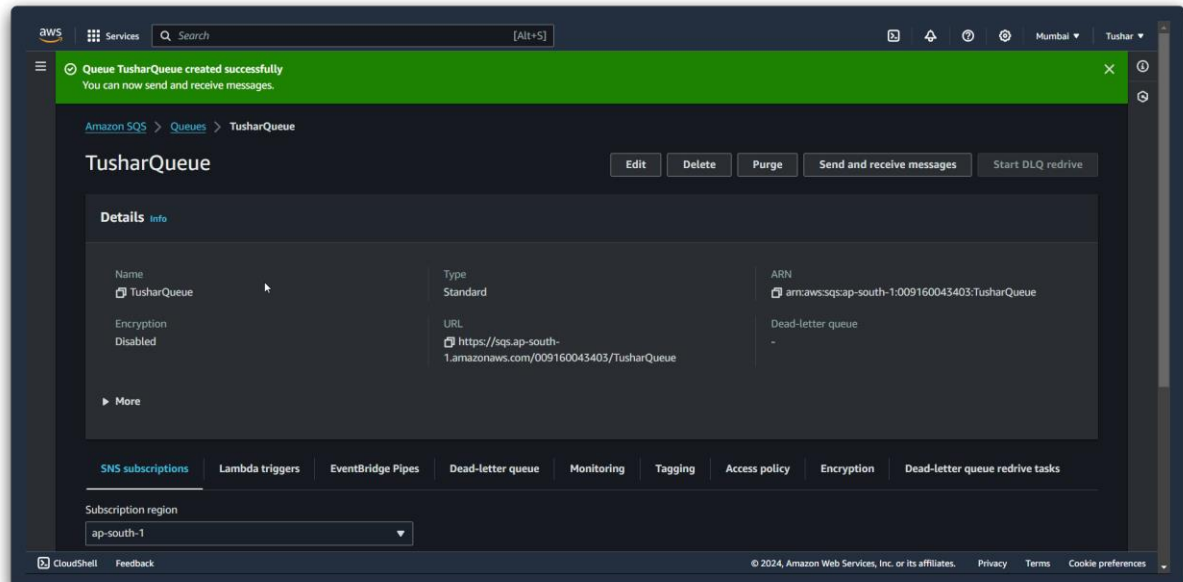 aws Services Search [Alt+S] Mumbai Tushar
Queue TusharQueue created successfully
You can now send and receive messages.
Amazon SQS > Queues > TusharQueue
TusharQueue Edit Delete Purge Send and receive messages Start DLQ redrive
Details Info
Name
TusharQueue
Type
Standard
ARN
arn:aws:sqs:ap-south-1:009160043403:TusharQueue
Encryption
Disabled
URL
https://sqs.ap-south-
1.amazonaws.com/009160043403/TusharQueue
Dead-letter queue
-
More
SNS subscriptions Lambda triggers EventBridge Pipes Dead-letter queue Monitoring Tagging Access policy Encryption Dead-letter queue redrive tasks
Subscription region
ap-south-1
CloudShell Feedback © 2024, Amazon Web Services, Inc. or its affiliates. Privacy Terms Cookie preferences